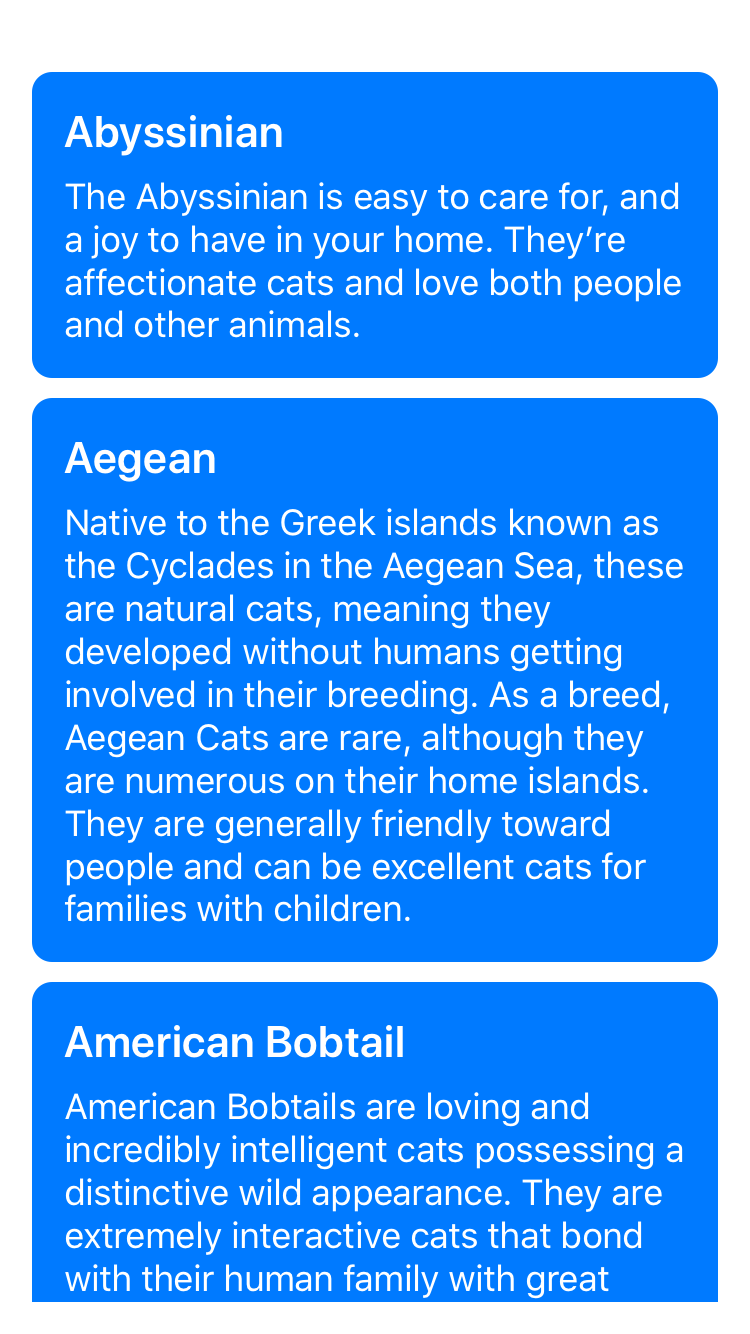 Abyssinian
The Abyssinian is easy to care for, and
a joy to have in your home. They’re
affectionate cats and love both people
and other animals.
Aegean
Native to the Greek islands known as
the Cyclades in the Aegean Sea, these
are natural cats, meaning they
developed without humans getting
involved in their breeding. As a breed,
Aegean Cats are rare, although they
are numerous on their home islands.
They are generally friendly toward
people and can be excellent cats for
families with children.
American Bobtail
American Bobtails are loving and
incredibly intelligent cats possessing a
distinctive wild appearance. They are
extremely interactive cats that bond
with their human family with great